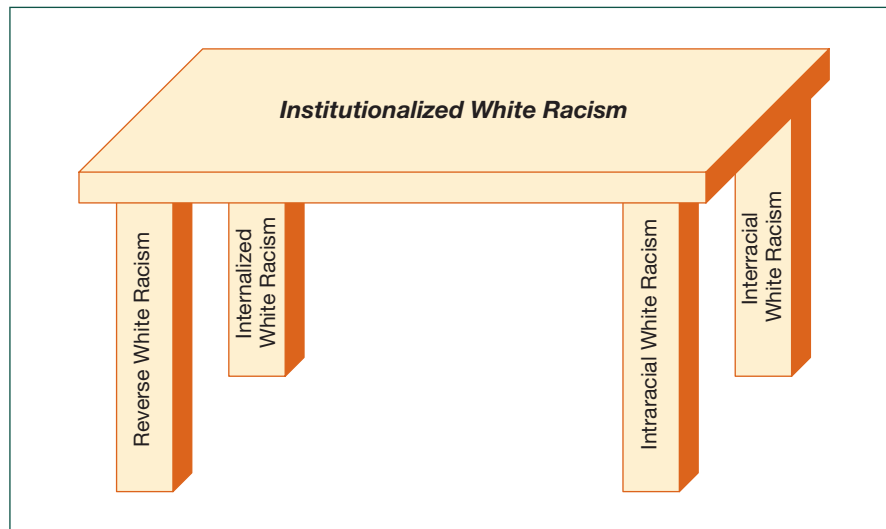 Institutionalized White Racism
Reverse White Racism
Internalized
White Racism
Intraracial White Racism
Interracial
White Racism